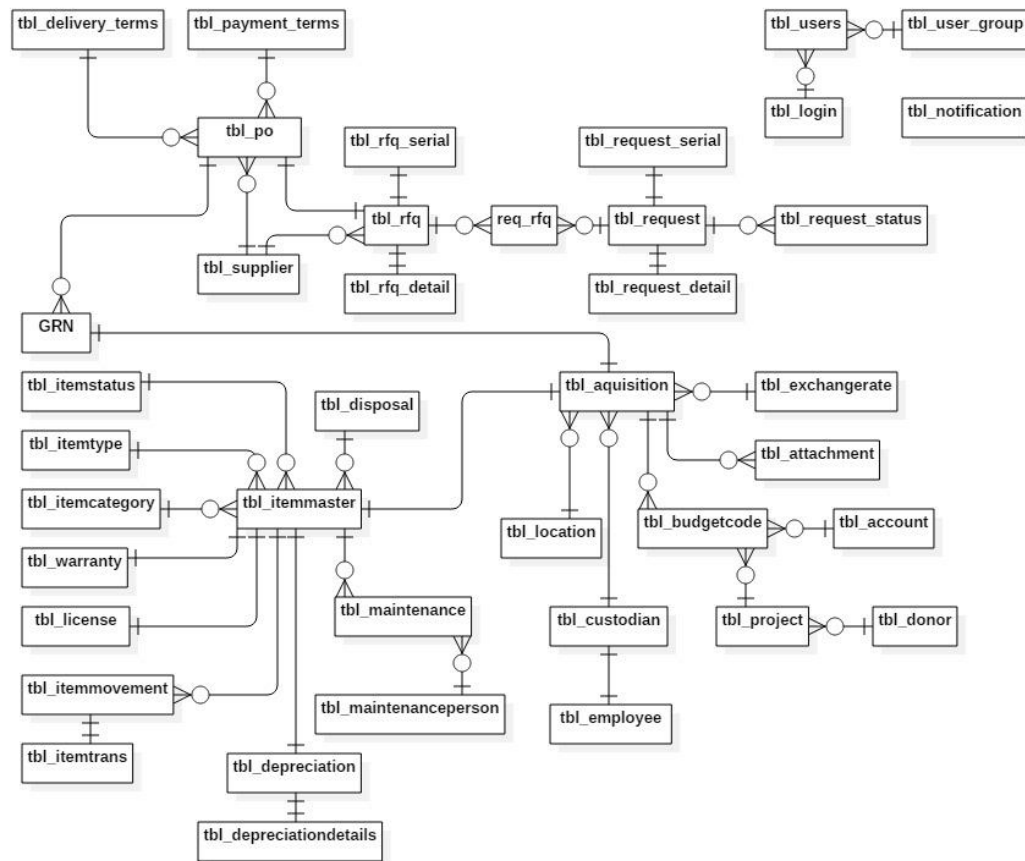 tbl_delivery_terms
tbl_payment_terms
tbl_users
tbl_user_group
tbl_login
tbl_notification
tbl_po
tbl_rfq_serial
tbl_request_serial
tbl_rfq
req_rfq
tbl_request
tbl_request_status
tbl_supplier
tbl_rfq_detail
tbl_request_detail
GRN
tbl_itemstatus
tbl_disposal
tbl_aquisition
tbl_exchangerate
tbl_itemtype
tbl_attachment
tbl_itemcategory
tbl_itemmaster
tbl_location
tbl_budgetcode
tbl_account
tbl_warranty
tbl_license
tbl_maintenance
tbl_custodian
tbl_project
tbl_donor
tbl_itemmovement
tbl_maintenanceperson
tbl_employee
tbl_itemtrans
tbl_depreciation
tbl_depreciationdetails